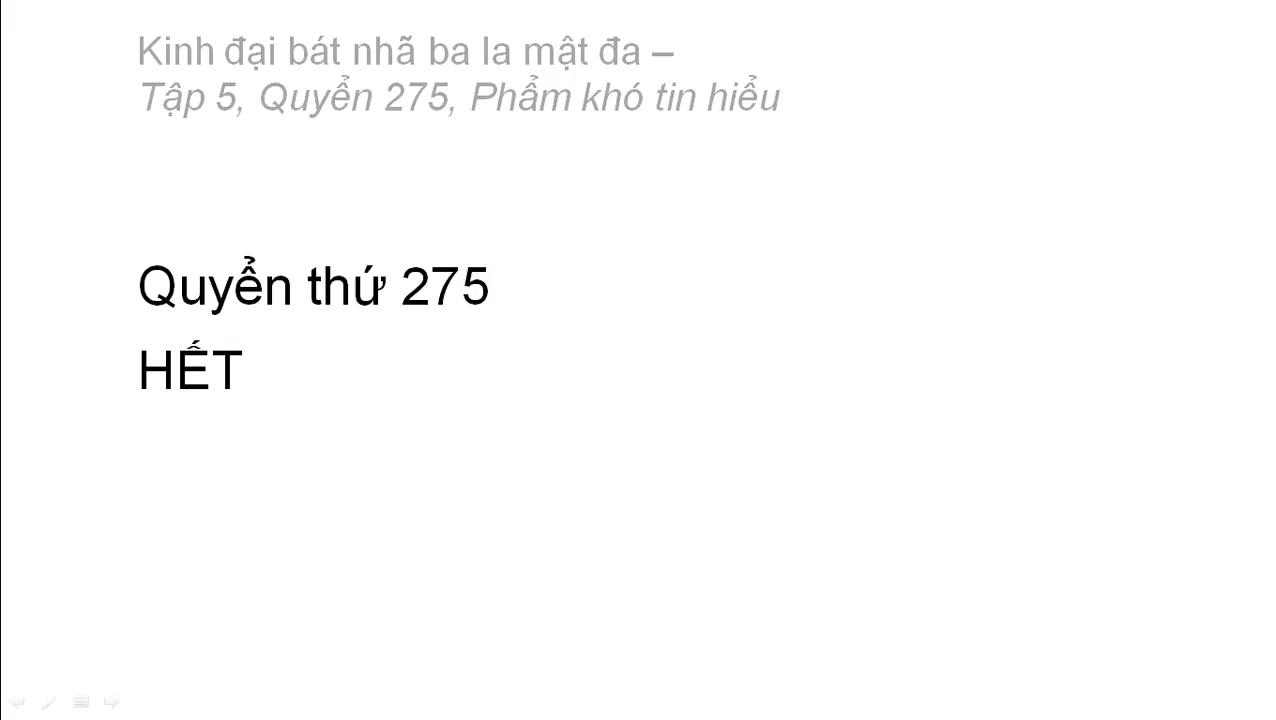 Kinh đại bát nhã ba la mật đa –
Tập 5, Quyển 275, Phẩm khó tin hiểu
Quyển thứ 275
HẾT